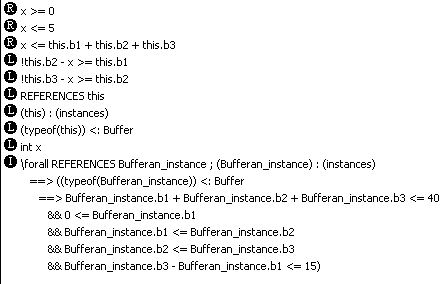 R x >= 0
R x <= 5
R x <= this.b1 + this.b2 + this.b3
L !this.b2 - x >= this.b1
L !this.b3 - x >= this.b2
L REFERENCES this
L (this) : (instances)
L (typeof(this)) <: Buffer
L int x
I \forall REFERENCES Bufferan_instance ; (Bufferan_instance) : (instances)
==> ((typeof(Bufferan_instance)) <: Buffer
==> Bufferan_instance.b1 + Bufferan_instance.b2 + Bufferan_instance.b3 <= 40
&& 0 <= Bufferan_instance.b1
&& Bufferan_instance.b1 <= Bufferan_instance.b2
&& Bufferan_instance.b2 <= Bufferan_instance.b3
&& Bufferan_instance.b3 - Bufferan_instance.b1 <= 15)